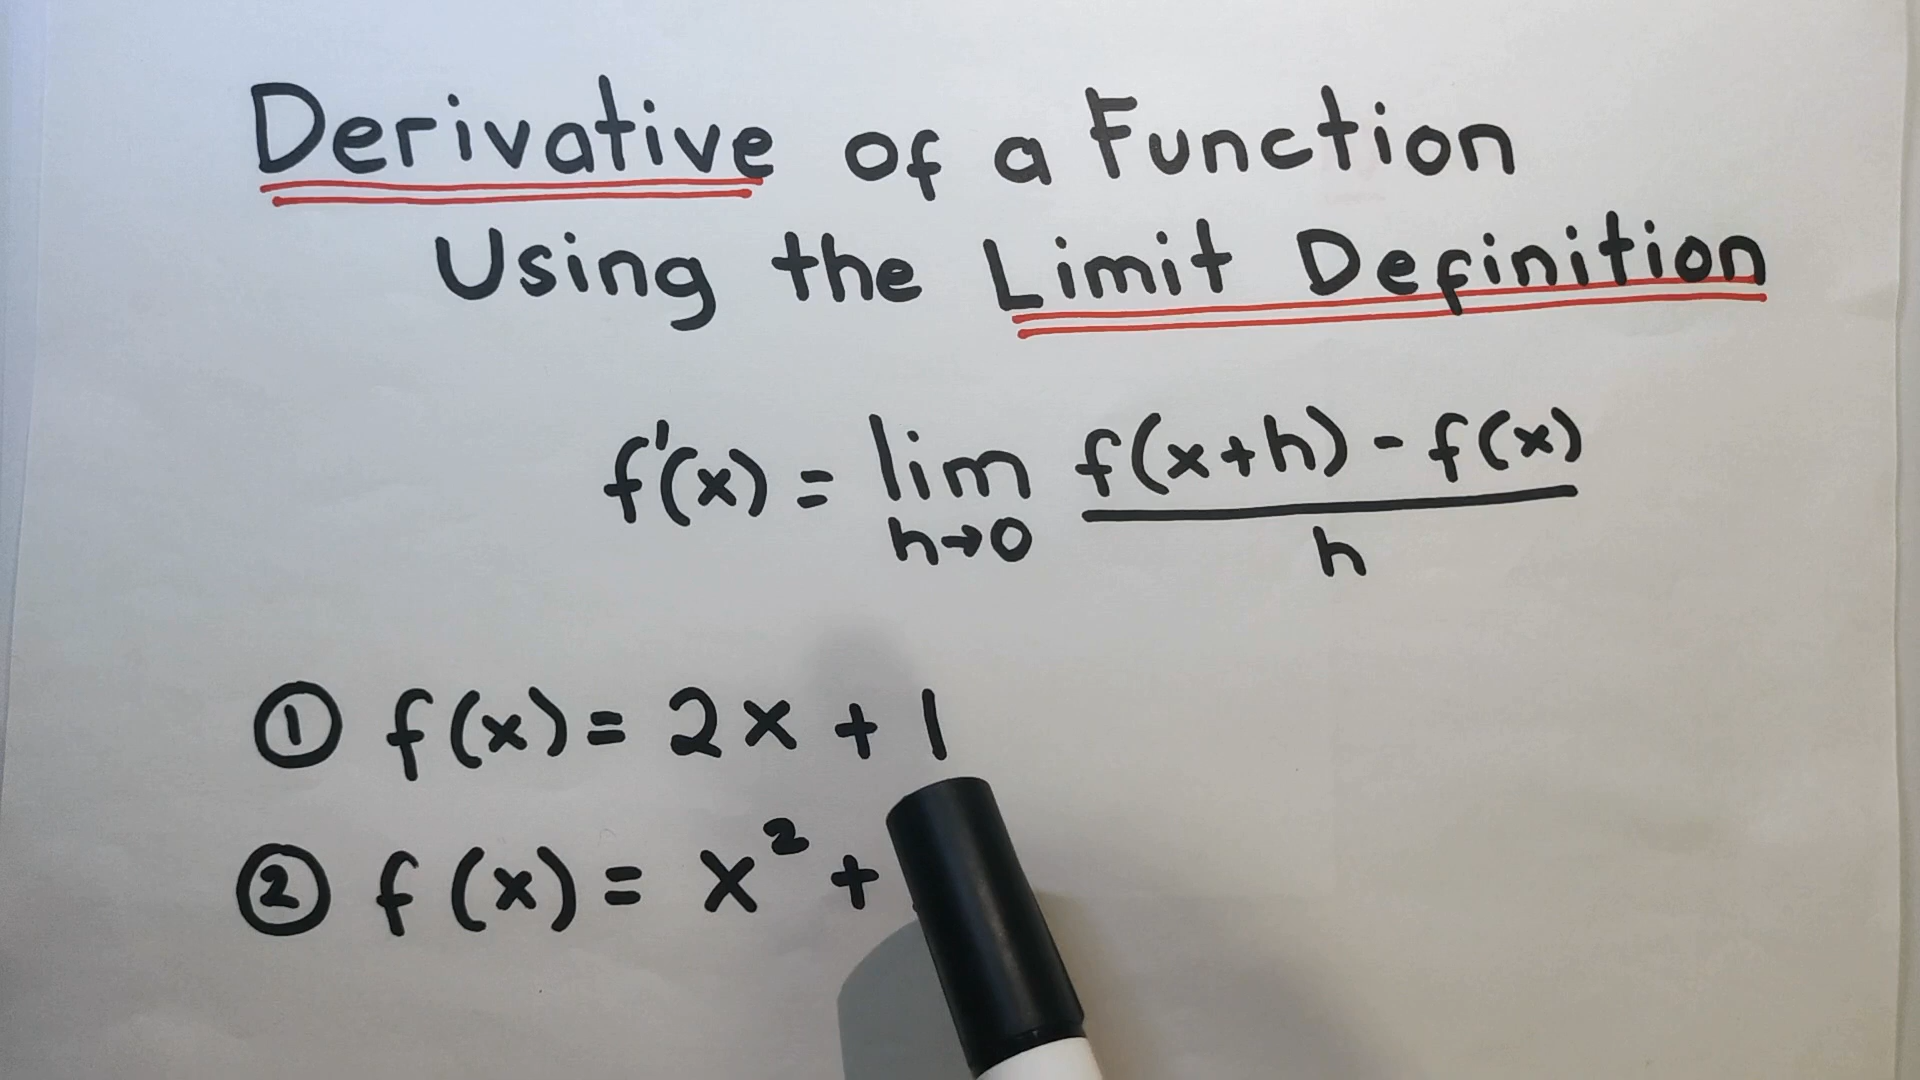 Derivative of a Function
Using the Limit Definition
f'(x) = lim h→0 f(x+h) - f(x) / h
① f(x) = 2x + 1
② f(x) = x² +